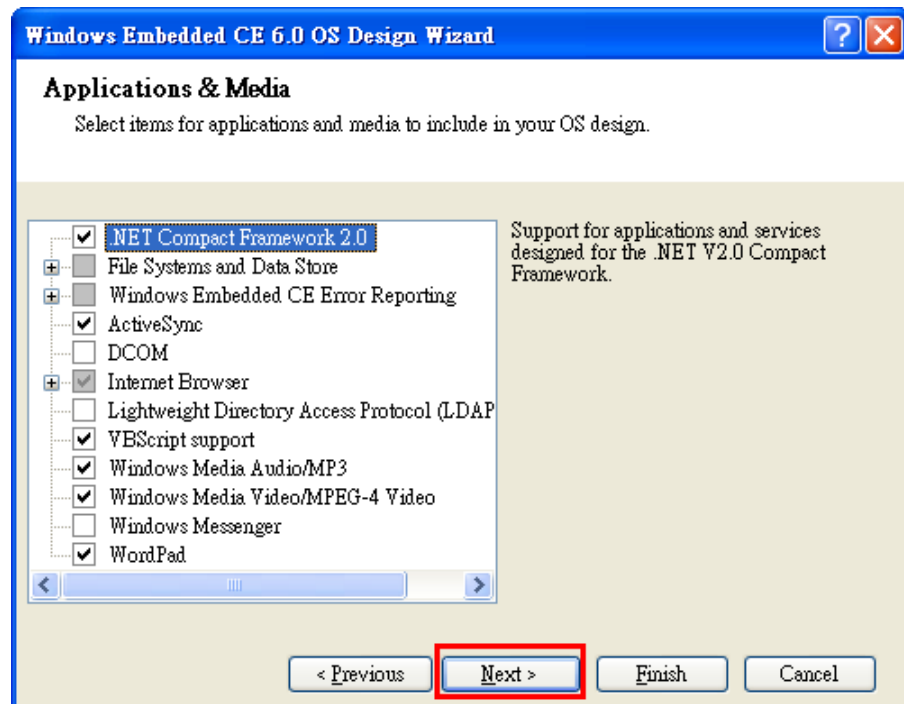 Windows Embedded CE 6.0 OS Design Wizard
Applications & Media
Select items for applications and media to include in your OS design.
.NET Compact Framework 2.0
File Systems and Data Store
Windows Embedded CE Error Reporting
ActiveSync
DCOM
Internet Browser
Lightweight Directory Access Protocol (LDAP
VBScript support
Windows Media Audio/MP3
Windows Media Video/MPEG-4 Video
Windows Messenger
WordPad
Support for applications and services
designed for the .NET V2.0 Compact
Framework.
< Previous
Next >
Finish
Cancel